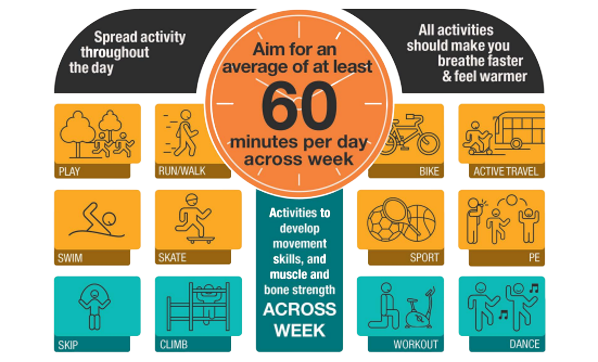 Spread activity
throughout
the day
Aim for an
average of at least
60
minutes per day
across week
All activities
should make you
breathe faster
& feel warmer
PLAY
RUN/WALK
BIKE
ACTIVE TRAVEL
SWIM
SKATE
SPORT
PE
Activities to
develop
movement
skills, and
muscle and
bone strength
ACROSS
WEEK
SKIP
CLIMB
WORKOUT
DANCE